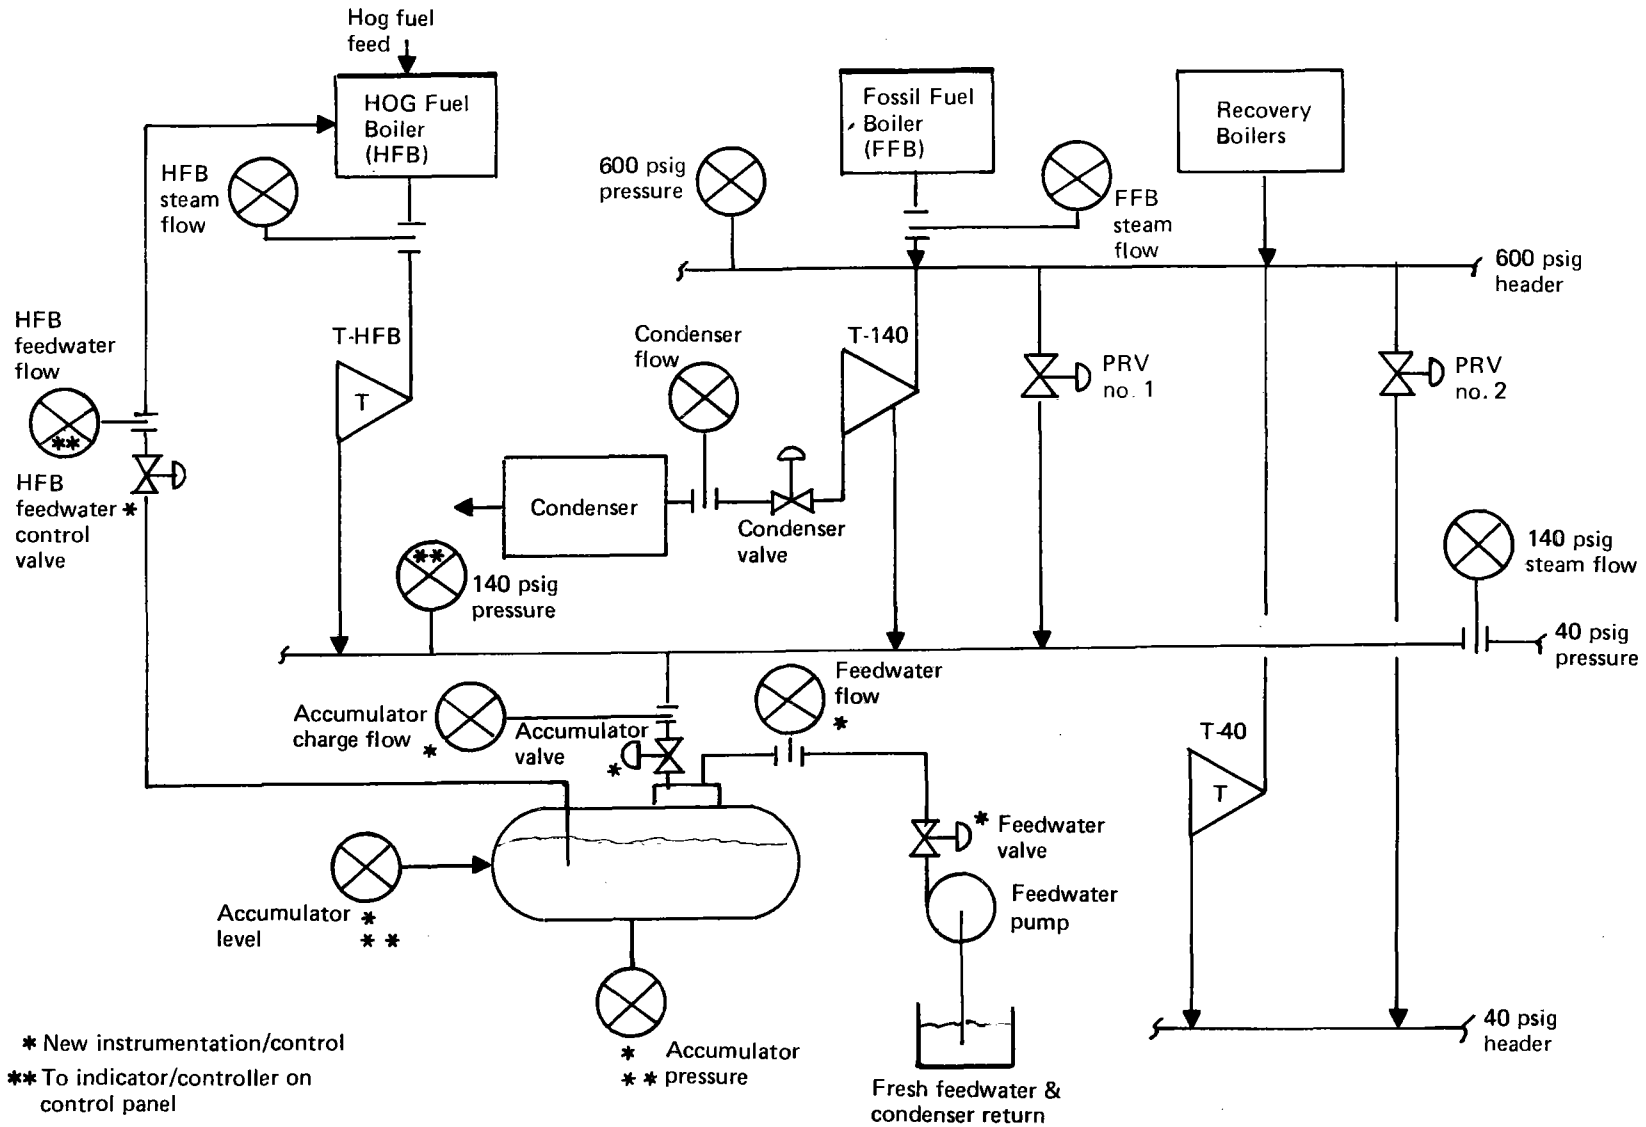 Hog fuel
feed
HOG Fuel
Boiler
(HFB)
Fossil Fuel
Boiler
(FFB)
Recovery
Boilers
HFB
steam
flow
600 psig
pressure
FFB
steam
flow
600 psig
header
HFB
feedwater
flow
**
T-HFB
T
Condenser
flow
T-140
PRV
no. 1
PRV
no. 2
HFB
feedwater *
control
valve
Condenser
Condenser
valve
**
140 psig
pressure
140 psig
steam flow
40 psig
pressure
Accumulator
charge flow *
Accumulator
valve
*
Feedwater
flow
*
T-40
T
* Feedwater
valve
Feedwater
pump
Accumulator *
level * *
* Accumulator
* * pressure
Fresh feedwater &
condenser return
40 psig
header
* New instrumentation/control
** To indicator/controller on
control panel